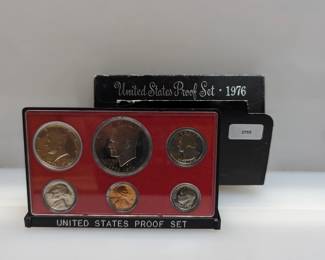 United States Proof Set · 1976
UNITED STATES PROOF SET